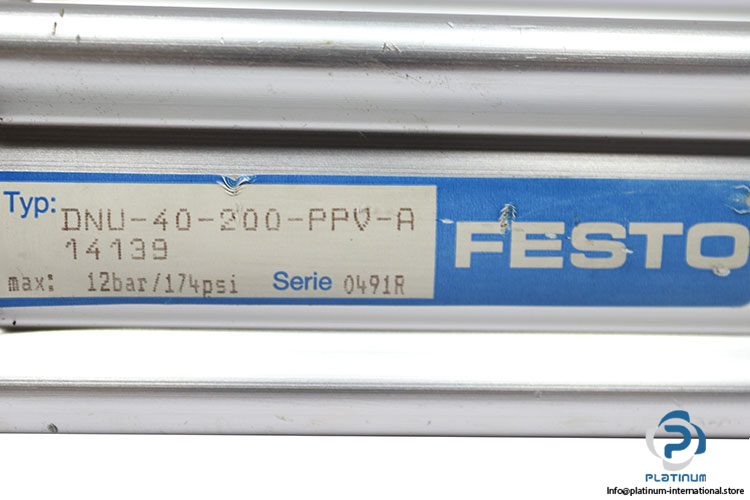 Typ: DNU-40-200-PPV-A
14139
max: 12bar/174psi Serie 0491R
FESTO
PLATINUM
Info@platinum-international.store